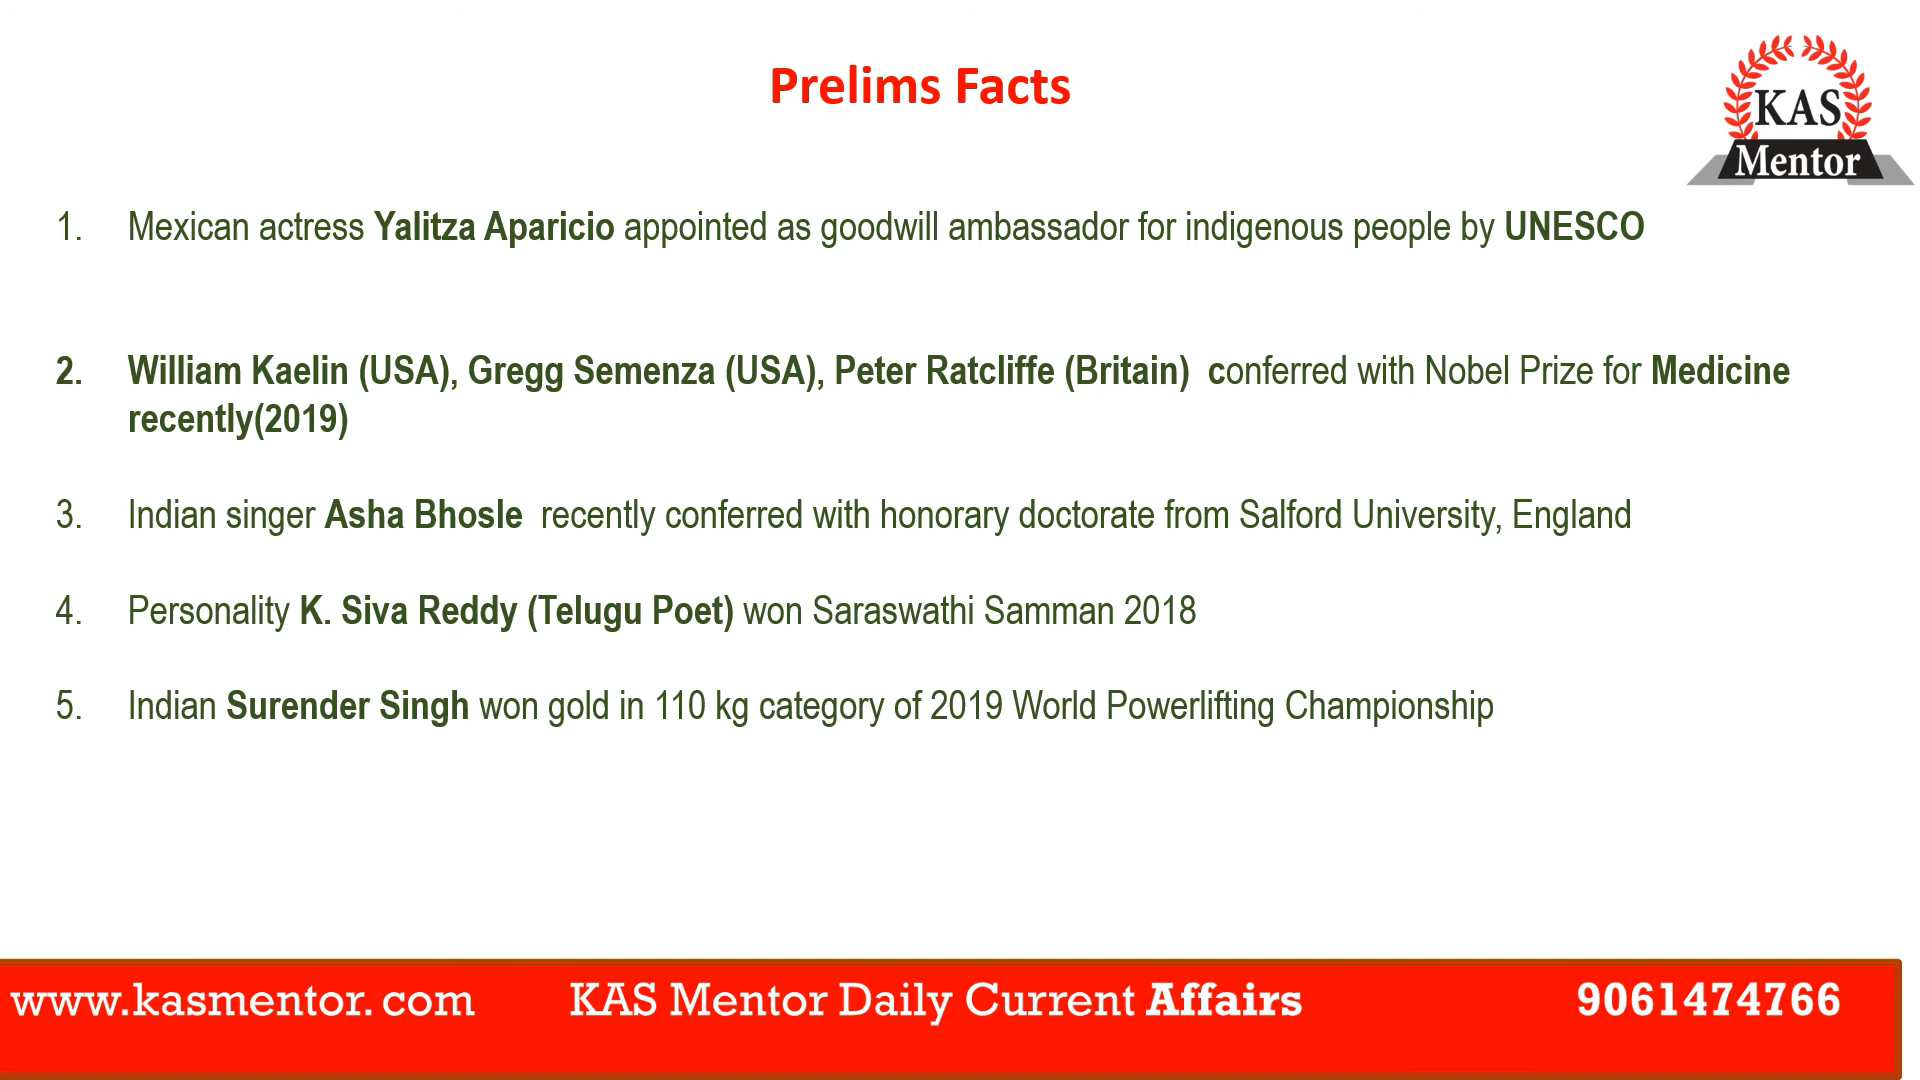 Prelims Facts
KAS
Mentor
1. Mexican actress Yalitza Aparicio appointed as goodwill ambassador for indigenous people by UNESCO
2. William Kaelin (USA), Gregg Semenza (USA), Peter Ratcliffe (Britain) conferred with Nobel Prize for Medicine
recently(2019)
3. Indian singer Asha Bhosle recently conferred with honorary doctorate from Salford University, England
4. Personality K. Siva Reddy (Telugu Poet) won Saraswathi Samman 2018
5. Indian Surender Singh won gold in 110 kg category of 2019 World Powerlifting Championship
www.kasmentor. com KAS Mentor Daily Current Affairs 9061474766